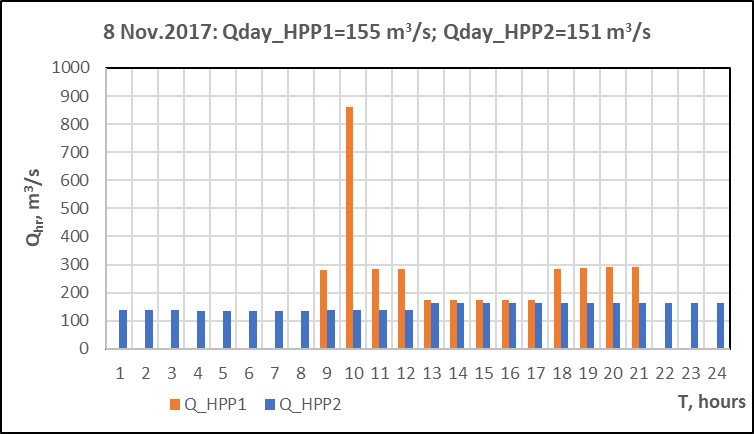 8 Nov.2017: Qday_HPP1=155 m³/s; Qday_HPP2=151 m³/s
1000
900
800
700
600
500
400
300
200
100
0
Qhr, m³/s
1 2 3 4 5 6 7 8 9 10 11 12 13 14 15 16 17 18 19 20 21 22 23 24
Q_HPP1 Q_HPP2 T, hours